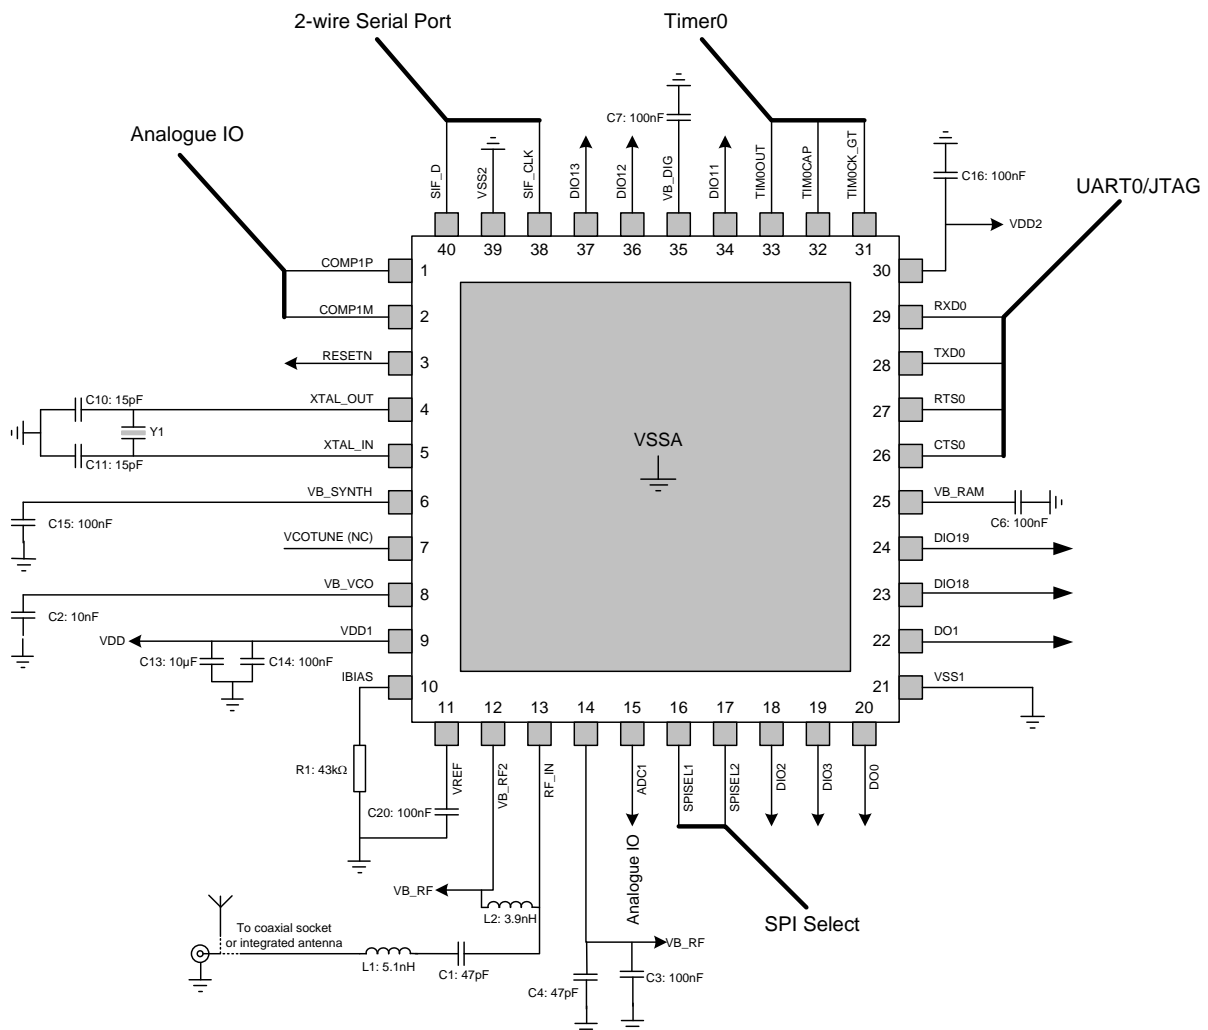 2-wire Serial Port
Timer0
Analogue IO
UART0/JTAG
C7: 100nF
C16: 100nF
VDD2
SIF_D
VSS2
SIF_CLK
DIO13
DIO12
VB_DIG
DIO11
TIM0OUT
TIM0CAP
TIM0CK_GT
40
39
38
37
36
35
34
33
32
31
COMP1P
1
30
COMP1M
2
29
RXD0
RESETN
3
28
TXD0
C10: 15pF
XTAL_OUT
4
27
RTS0
Y1
VSSA
XTAL_IN
5
26
CTS0
C11: 15pF
VB_SYNTH
6
25
VB_RAM
C15: 100nF
C6: 100nF
VCOTUNE (NC)
7
24
DIO19
VB_VCO
8
23
DIO18
C2: 10nF
VDD
VDD1
9
22
DO1
C13: 10µF
C14: 100nF
IBIAS
10
21
VSS1
11
12
13
14
15
16
17
18
19
20
R1: 43kΩ
VREF
VB_RF2
RF_IN
ADC1
SPISEL1
SPISEL2
DIO2
DIO3
DO0
C20: 100nF
Analogue IO
VB_RF
L2: 3.9nH
SPI Select
To coaxial socket
or integrated antenna
VB_RF
L1: 5.1nH
C1: 47pF
C4: 47pF
C3: 100nF